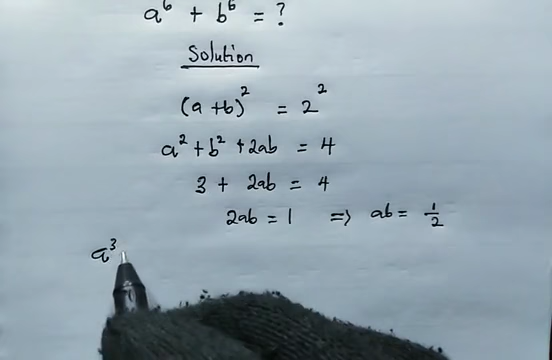 a⁶ + b⁶ = ?
Solution
(a+b)² = 2²
a² + b² + 2ab = 4
3 + 2ab = 4
2ab = 1 => ab = 1/2
a³